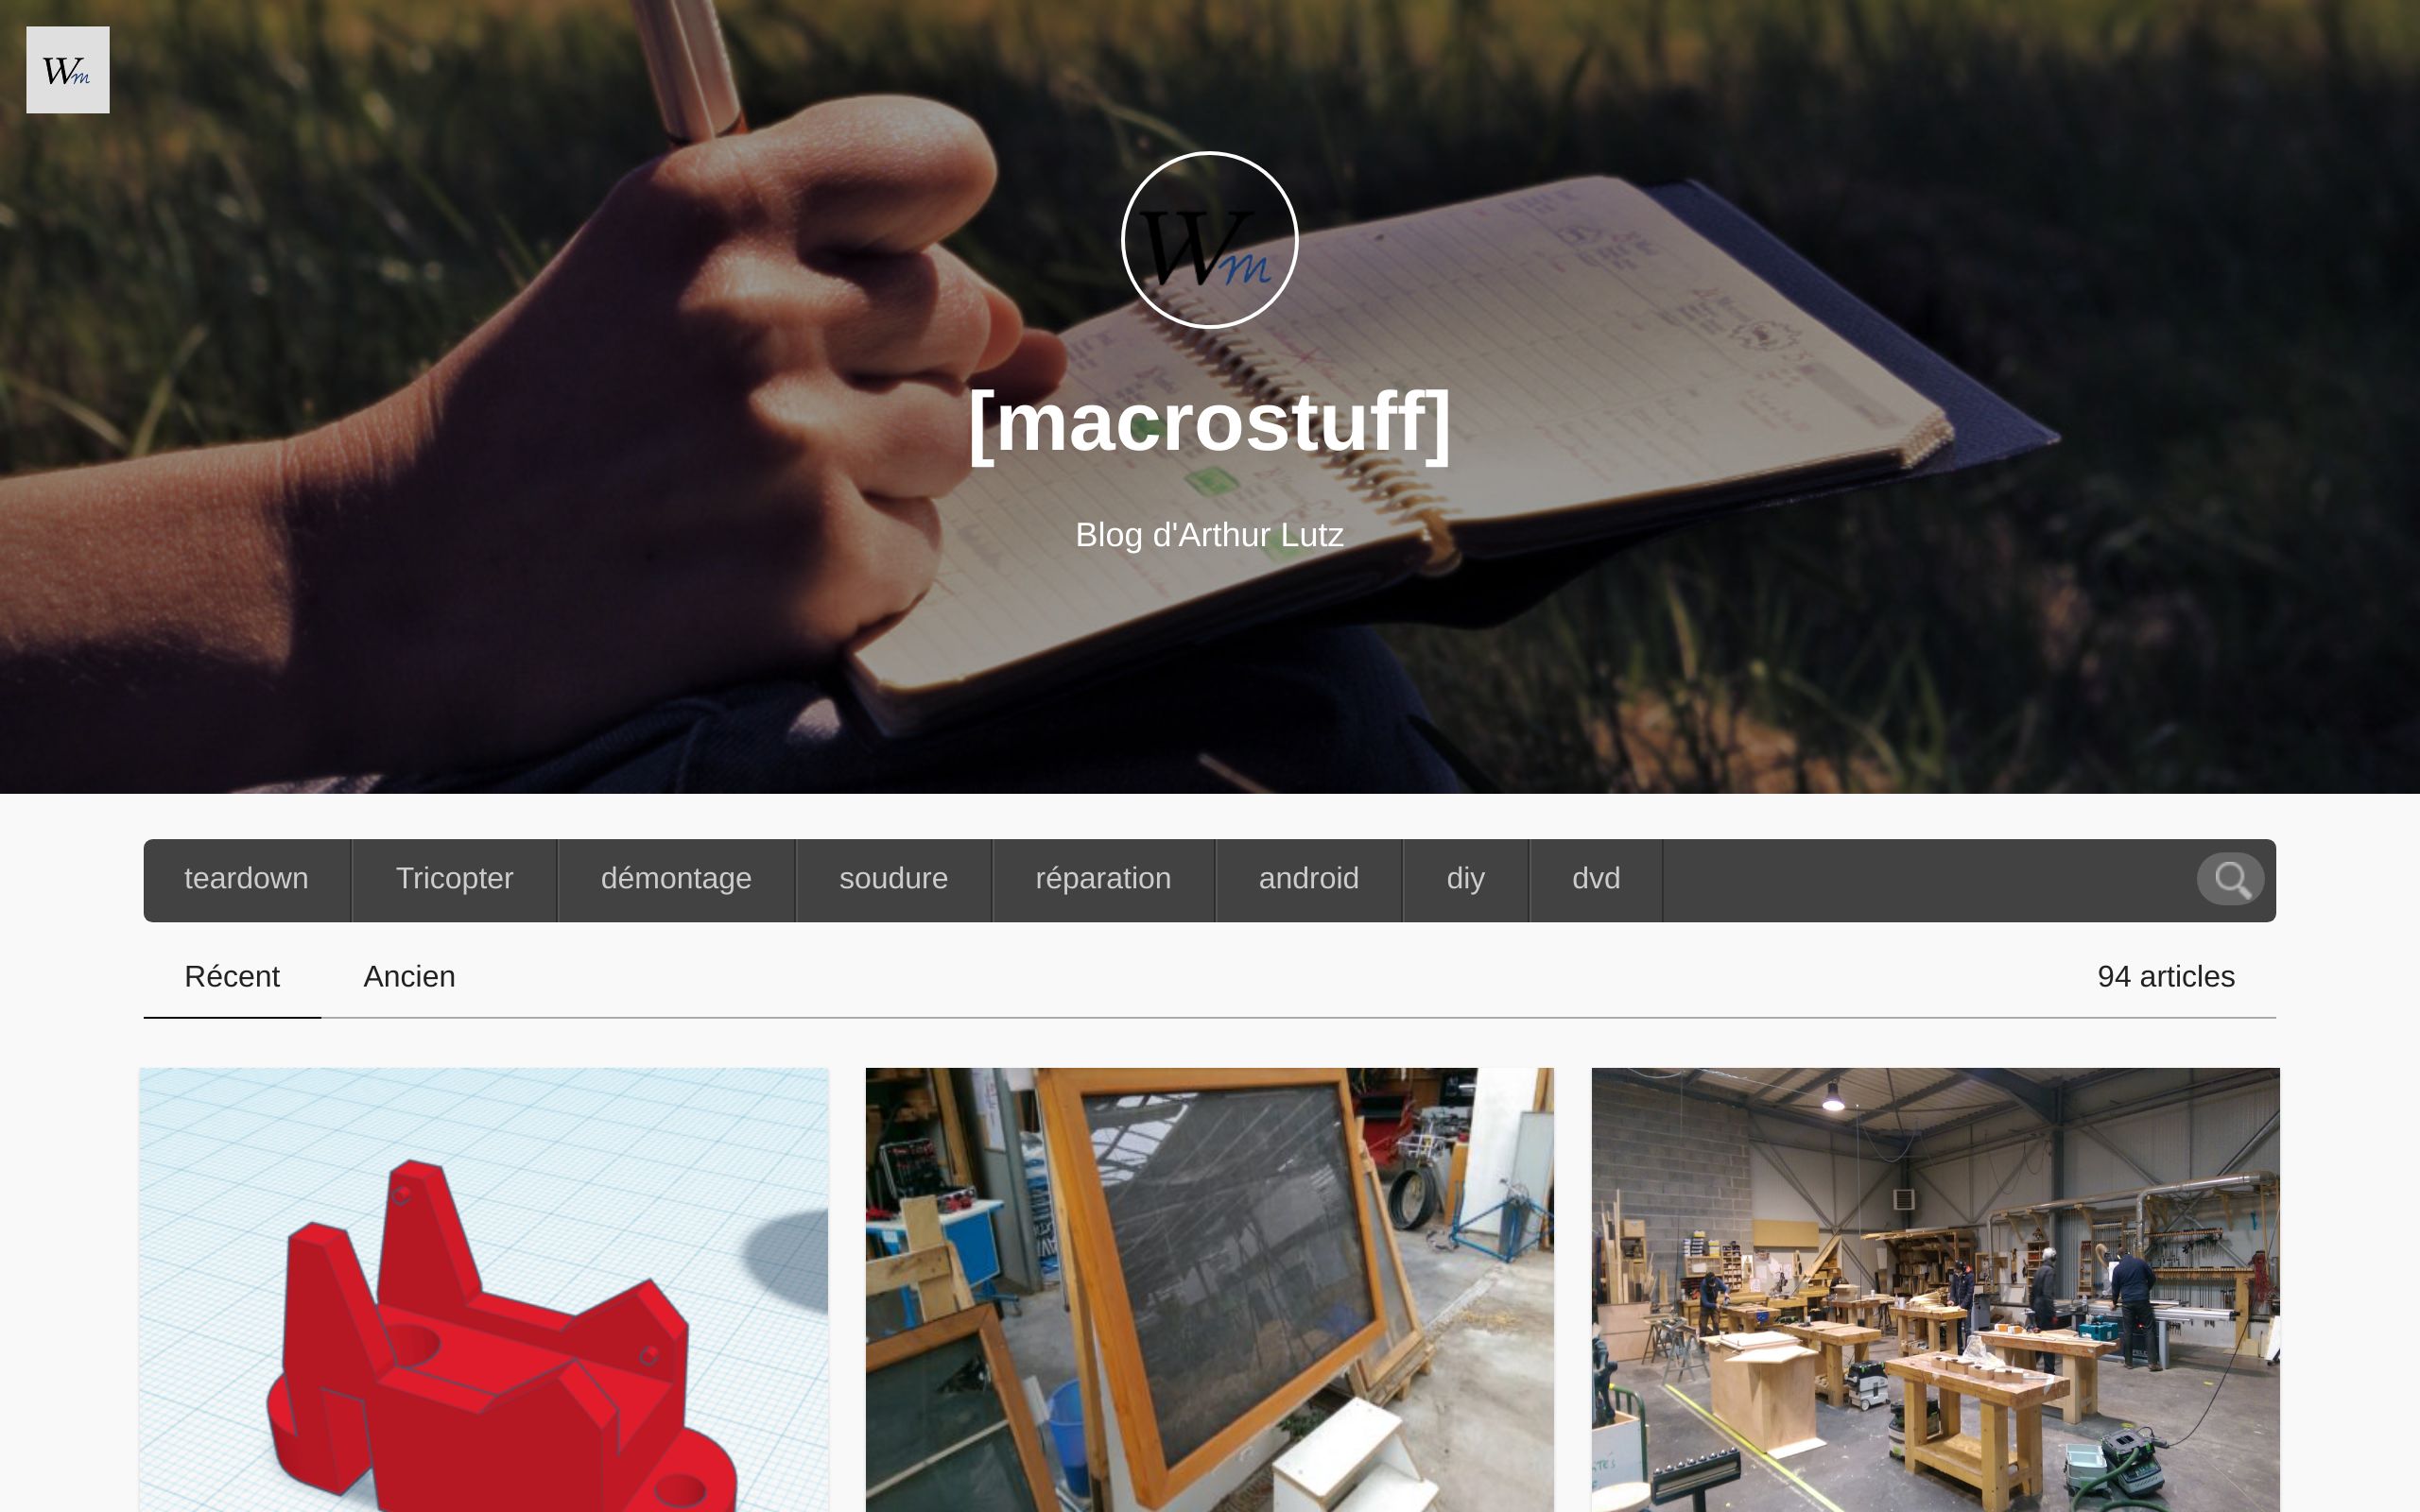 Wm
Wm
[macrostuff]
Blog d'Arthur Lutz
teardown
Tricopter
démontage
soudure
réparation
android
diy
dvd
Récent
Ancien
94 articles